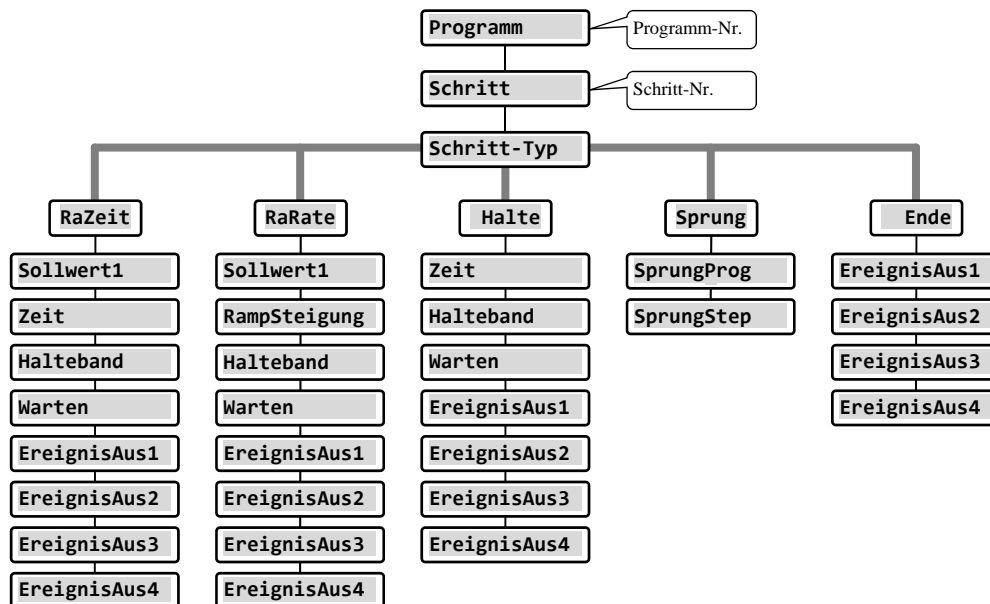 Programm
Programm-Nr.
Schritt
Schritt-Nr.
Schritt-Typ
RaZeit
RaRate
Halte
Sprung
Ende
Sollwert1
Sollwert1
Zeit
SprungProg
EreignisAus1
Zeit
RampSteigung
Halteband
SprungStep
EreignisAus2
Halteband
Halteband
Warten
EreignisAus3
Warten
Warten
EreignisAus1
EreignisAus4
EreignisAus1
EreignisAus1
EreignisAus2
EreignisAus2
EreignisAus2
EreignisAus3
EreignisAus3
EreignisAus3
EreignisAus4
EreignisAus4
EreignisAus4